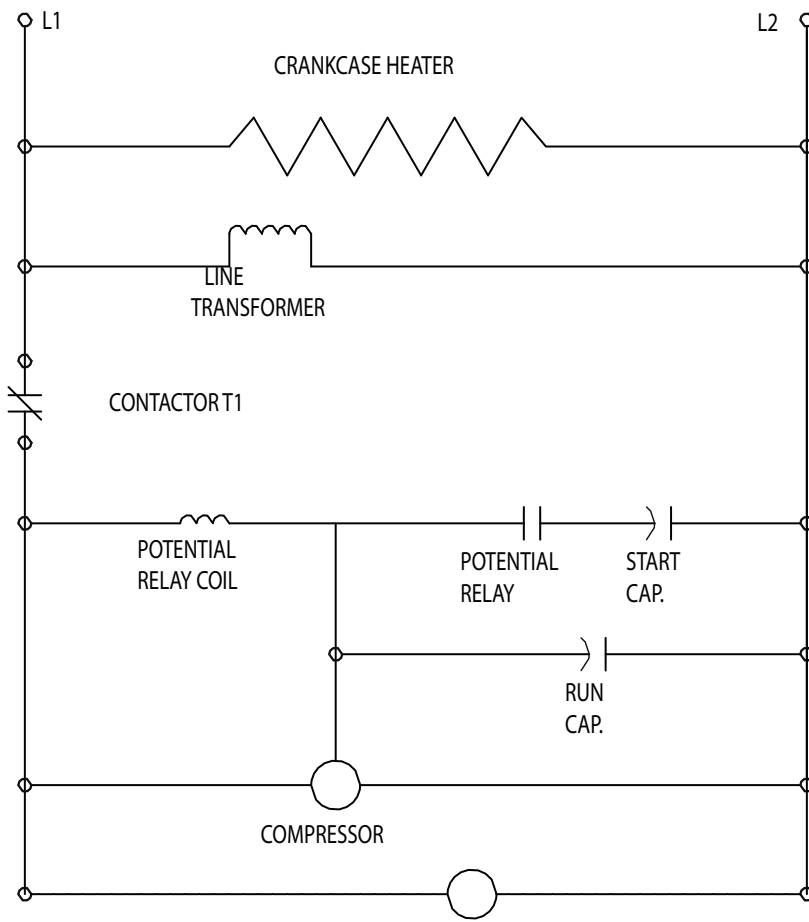 L1
L2
CRANKCASE HEATER
LINE
TRANSFORMER
CONTACTOR T1
POTENTIAL
RELAY COIL
POTENTIAL
RELAY
START
CAP.
RUN
CAP.
COMPRESSOR